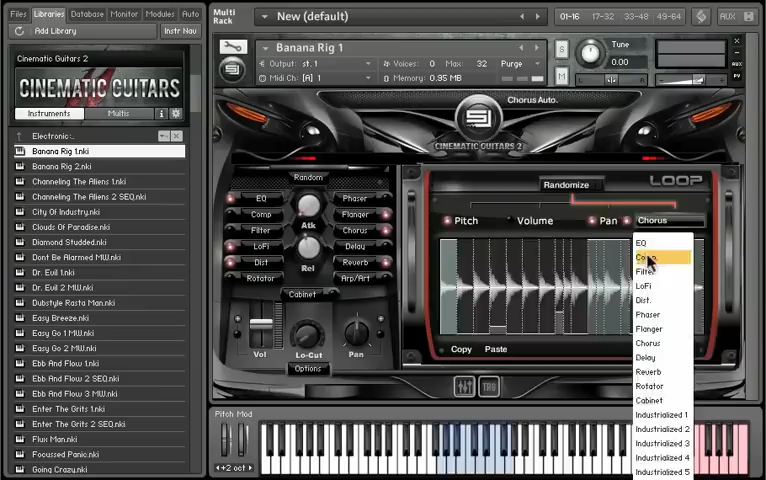 Files Libraries Database Monitor Modules Auto
Add Library Instr Nav
Cinematic Guitars 2
CINEMATIC GUITARS
Instruments Multis i
Electronic...
Banana Rig 1.nki
Banana Rig 2.nki
Channeling The Aliens 1.nki
Channeling The Aliens 2 SEQ.nki
City Of Industry.nki
Clouds Of Paradise.nki
Diamond Studded.nki
Dont Be Alarmed MW.nki
Dr. Evil 1.nki
Dr. Evil 2 MW.nki
Dubstyle Rasta Man.nki
Easy Breeze.nki
Easy Go 1 MW.nki
Easy Go 2 MW.nki
Ebb And Flow 1.nki
Ebb And Flow 2 SEQ.nki
Ebb And Flow 3 MW.nki
Enter The Grits 1.nki
Enter The Grits 2 SEQ.nki
Flux Man.nki
Focussed Panic.nki
Going Crazy.nki
Multi
Rack
New (default)
01-16 17-32 33-48 49-64 AUX
Banana Rig 1
Output: st. 1 Voices: 0 Max: 32 Purge
Midi Ch: [A] 1 Memory: 0.95 MB
S
M
Tune
0.00
AUX
PV
Chorus Auto.
CINEMATIC GUITARS 2
Random
EQ
Comp
Filter
LoFi
Dist
Rotator
Atk
Rel
Phaser
Flanger
Chorus
Delay
Reverb
Arp/Art
Cabinet
Vol Lo-Cut Pan
Options
Randomize LOOP
Pitch Volume Pan Chorus
Copy Paste
EQ
Filter
LoFi
Dist.
Phaser
Flanger
Chorus
Delay
Reverb
Rotator
Cabinet
Industrialized 1
Industrialized 2
Industrialized 3
Industrialized 4
Industrialized 5
TRG
Pitch Mod
+2 oct